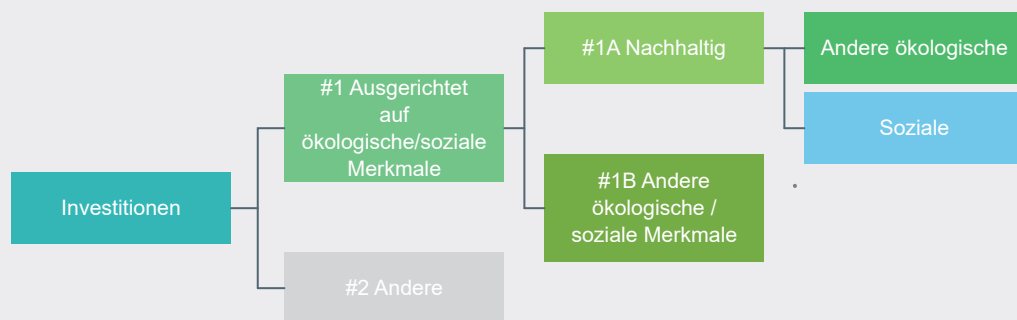 #1A Nachhaltig
Andere ökologische
#1 Ausgerichtet
auf
ökologische/soziale
Merkmale
Soziale
Investitionen
#1B Andere
ökologische /
soziale Merkmale
#2 Andere